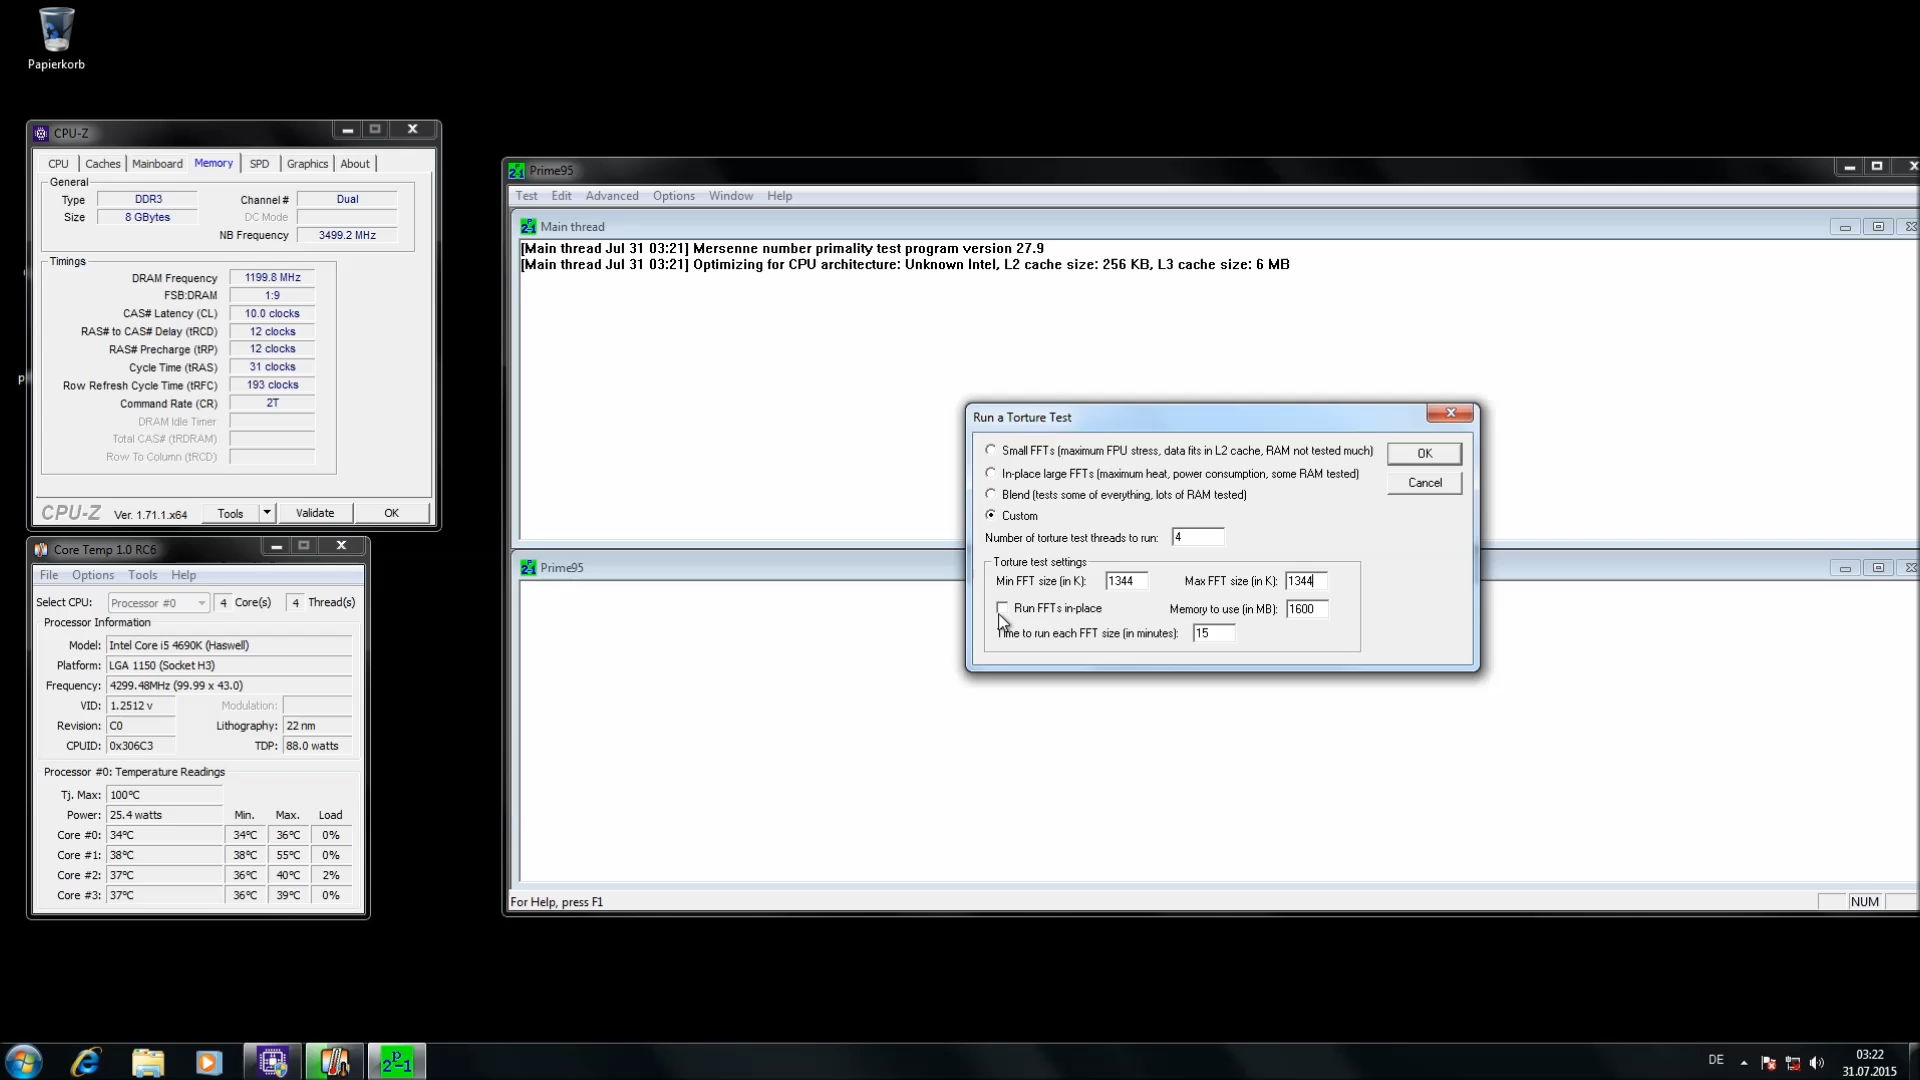 Papierkorb
CPU-Z
CPU Caches Mainboard Memory SPD Graphics About
General
Type DDR3 Channel # Dual
Size 8 GBytes DC Mode
NB Frequency 3499.2 MHz
Timings
DRAM Frequency 1199.8 MHz
FSB:DRAM 1:9
CAS# Latency (CL) 10.0 clocks
RAS# to CAS# Delay (tRCD) 12 clocks
RAS# Precharge (tRP) 12 clocks
Cycle Time (tRAS) 31 clocks
Row Refresh Cycle Time (tRFC) 193 clocks
Command Rate (CR) 2T
DRAM Idle Timer
Total CAS# (tRDRAM)
Row To Column (tRCD)
CPU-Z Ver. 1.71.1.x64 Tools Validate OK
Core Temp 1.0 RC6
File Options Tools Help
Select CPU: Processor #0 4 Core(s) 4 Thread(s)
Processor Information
Model: Intel Core i5 4690K (Haswell)
Platform: LGA 1150 (Socket H3)
Frequency: 4299.48MHz (99.99 x 43.0)
VID: 1.2512 v Modulation:
Revision: C0 Lithography: 22 nm
CPUID: 0x306C3 TDP: 88.0 watts
Processor #0: Temperature Readings
Tj. Max: 100°C
Power: 25.4 watts Min. Max. Load
Core #0: 34°C 34°C 36°C 0%
Core #1: 38°C 38°C 55°C 0%
Core #2: 37°C 36°C 40°C 2%
Core #3: 37°C 36°C 39°C 0%
Prime95
Test Edit Advanced Options Window Help
Main thread
[Main thread Jul 31 03:21] Mersenne number primality test program version 27.9
[Main thread Jul 31 03:21] Optimizing for CPU architecture: Unknown Intel, L2 cache size: 256 KB, L3 cache size: 6 MB
Run a Torture Test
Small FFTs (maximum FPU stress, data fits in L2 cache, RAM not tested much) OK
In-place large FFTs (maximum heat, power consumption, some RAM tested)
Cancel
Blend (tests some of everything, lots of RAM tested)
Custom
Number of torture test threads to run: 4
Torture test settings
Min FFT size (in K): 1344 Max FFT size (in K): 1344
Run FFTs in-place Memory to use (in MB): 1600
Time to run each FFT size (in minutes): 15
Prime95
For Help, press F1
NUM
DE
03:22
31.07.2015